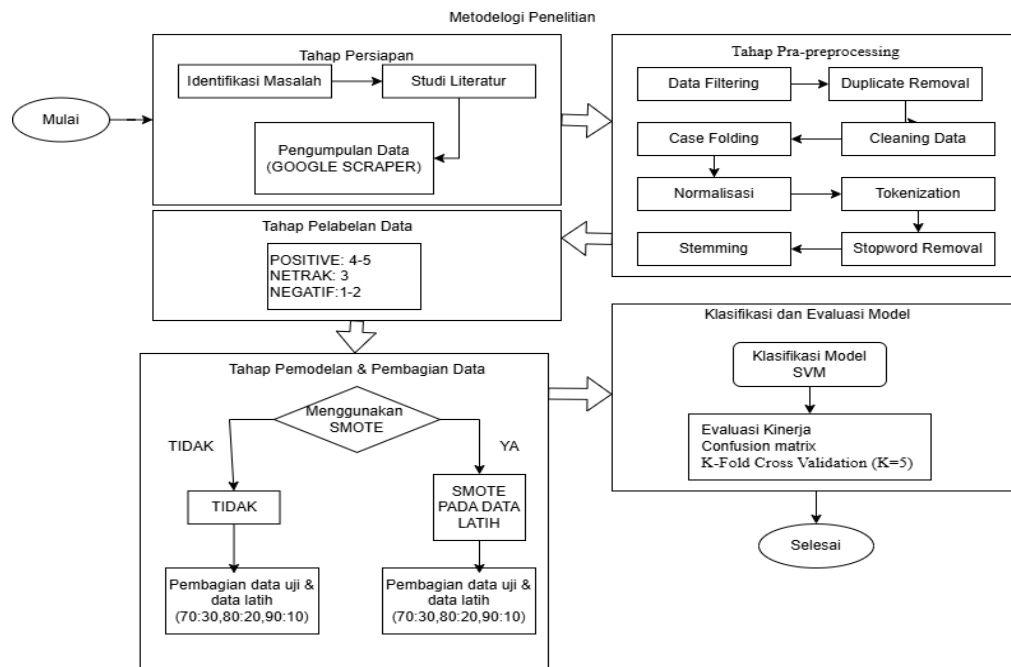 Metodelogi Penelitian
Mulai
Tahap Persiapan
Identifikasi Masalah
Studi Literatur
Pengumpulan Data
(GOOGLE SCRAPER)
Tahap Pra-preprocessing
Data Filtering
Duplicate Removal
Case Folding
Cleaning Data
Normalisasi
Tokenization
Stemming
Stopword Removal
Tahap Pelabelan Data
POSITIVE: 4-5
NETRAK: 3
NEGATIF:1-2
Tahap Pemodelan & Pembagian Data
Menggunakan
SMOTE
TIDAK
YA
TIDAK
SMOTE
PADA DATA
LATIH
Pembagian data uji &
data latih
(70:30,80:20,90:10)
Pembagian data uji &
data latih
(70:30,80:20,90:10)
Klasifikasi dan Evaluasi Model
Klasifikasi Model
SVM
Evaluasi Kinerja
Confusion matrix
K-Fold Cross Validation (K=5)
Selesai